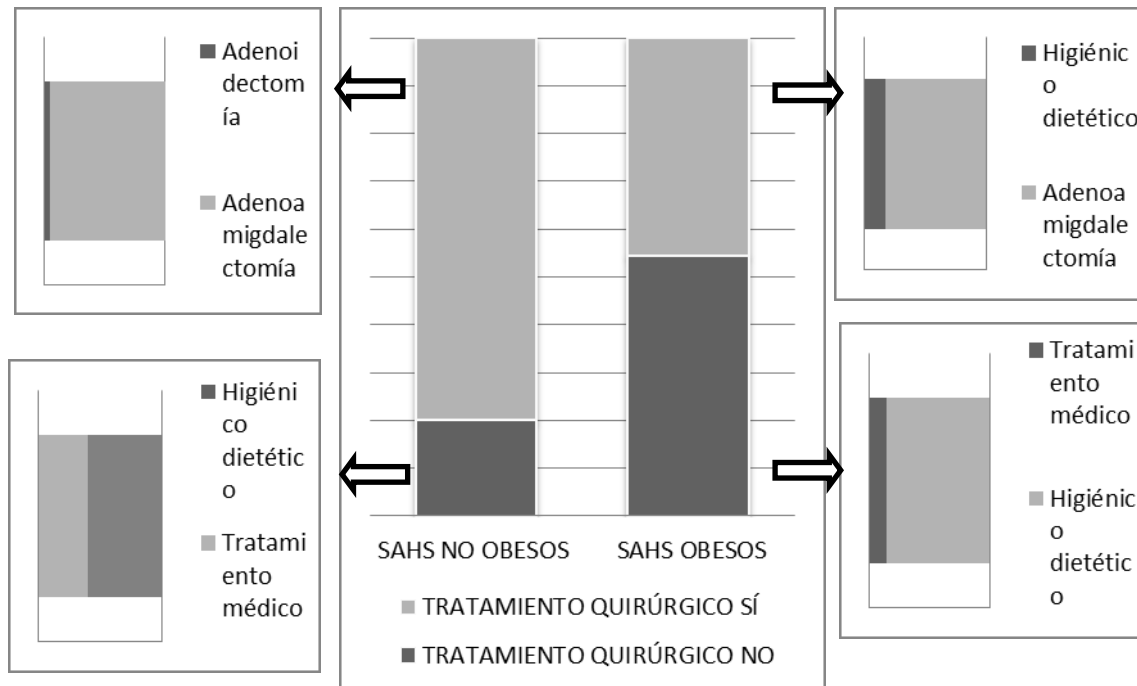 Adenoi
dectom
ía
Adenoa
migdale
ctomía
Higiéni
co
dietétic
o
Tratami
ento
médico
SAHS NO OBESOS
SAHS OBESOS
TRATAMIENTO QUIRÚRGICO SÍ
TRATAMIENTO QUIRÚRGICO NO
Higiénic
o
dietético
Adenoa
migdale
ctomía
Tratami
ento
médico
Higiénic
o
dietétic
o